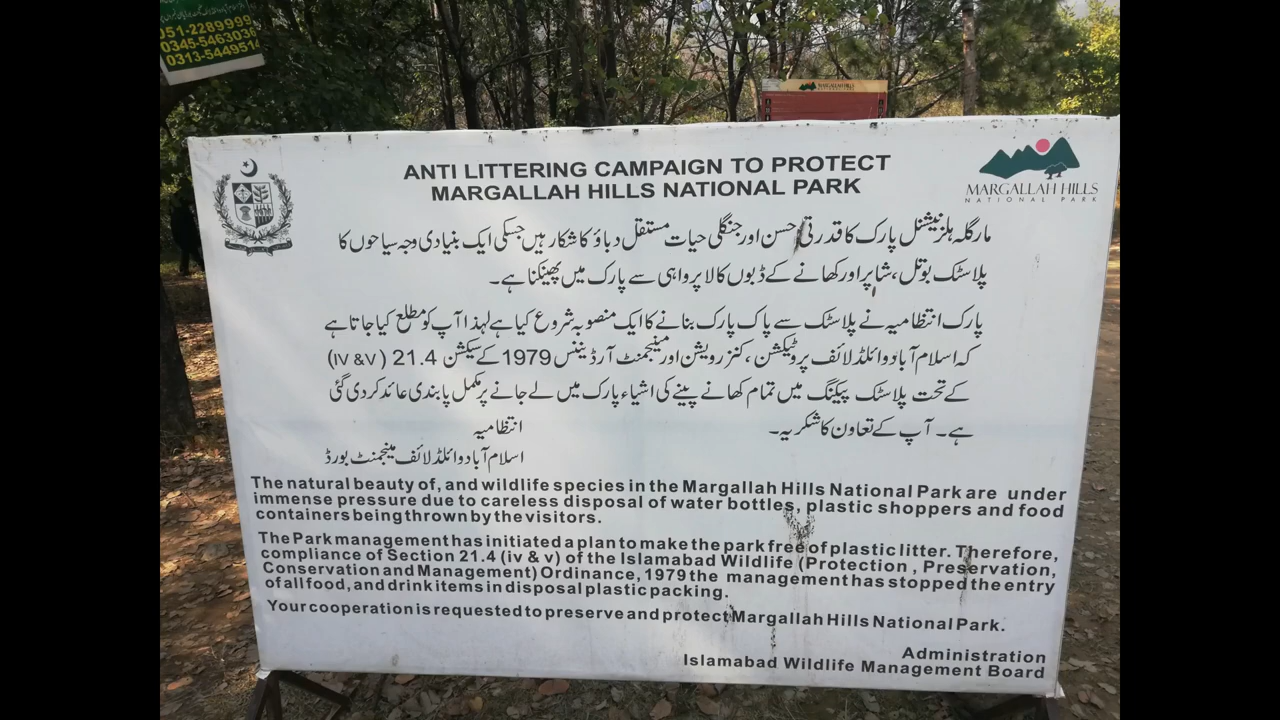 051-2289999
0345-5463036
0313-5449514
MARGALLAH HILLS
ANTI LITTERING CAMPAIGN TO PROTECT
MARGALLAH HILLS NATIONAL PARK
MARGALLAH HILLS
NATIONAL PARK
مارگلہ ہلز نیشنل پارک کا قدرتی حسن اور جنگلی حیات مستقل دباؤ کا شکار ہیں جسکی ایک بنیادی وجہ سیاحوں کا
پلاسٹک بوتل، شاپر اور کھانے کے ڈبوں کا لاپرواہی سے پارک میں پھینکنا ہے۔
پارک انتظامیہ نے پلاسٹک سے پاک پارک بنانے کا ایک منصوبہ شروع کیا ہے لہذا آپ کو مطلع کیا جاتا ہے
کہ اسلام آباد وائلڈ لائف پروٹیکشن ، کنزرویشن اور مینجمنٹ آرڈیننس 1979 کے سیکشن 21.4 (IV &V)
کے تحت پلاسٹک پیکنگ میں تمام کھانے پینے کی اشیاء پارک میں لے جانے پر مکمل پابندی عائد کر دی گئی
ہے۔ آپ کے تعاون کا شکریہ۔
انتظامیہ
اسلام آباد وائلڈ لائف مینجمنٹ بورڈ
The natural beauty of, and wildlife species in the Margallah Hills National Park are under
immense pressure due to careless disposal of water bottles, plastic shoppers and food
containers being thrown by the visitors.
The Park management has initiated a plan to make the park free of plastic litter. Therefore,
compliance of Section 21.4 (iv & v) of the Islamabad Wildlife (Protection , Preservation,
Conservation and Management) Ordinance, 1979 the management has stopped the entry
of all food, and drink items in disposal plastic packing.
Your cooperation is requested to preserve and protect Margallah Hills National Park.
Administration
Islamabad Wildlife Management Board